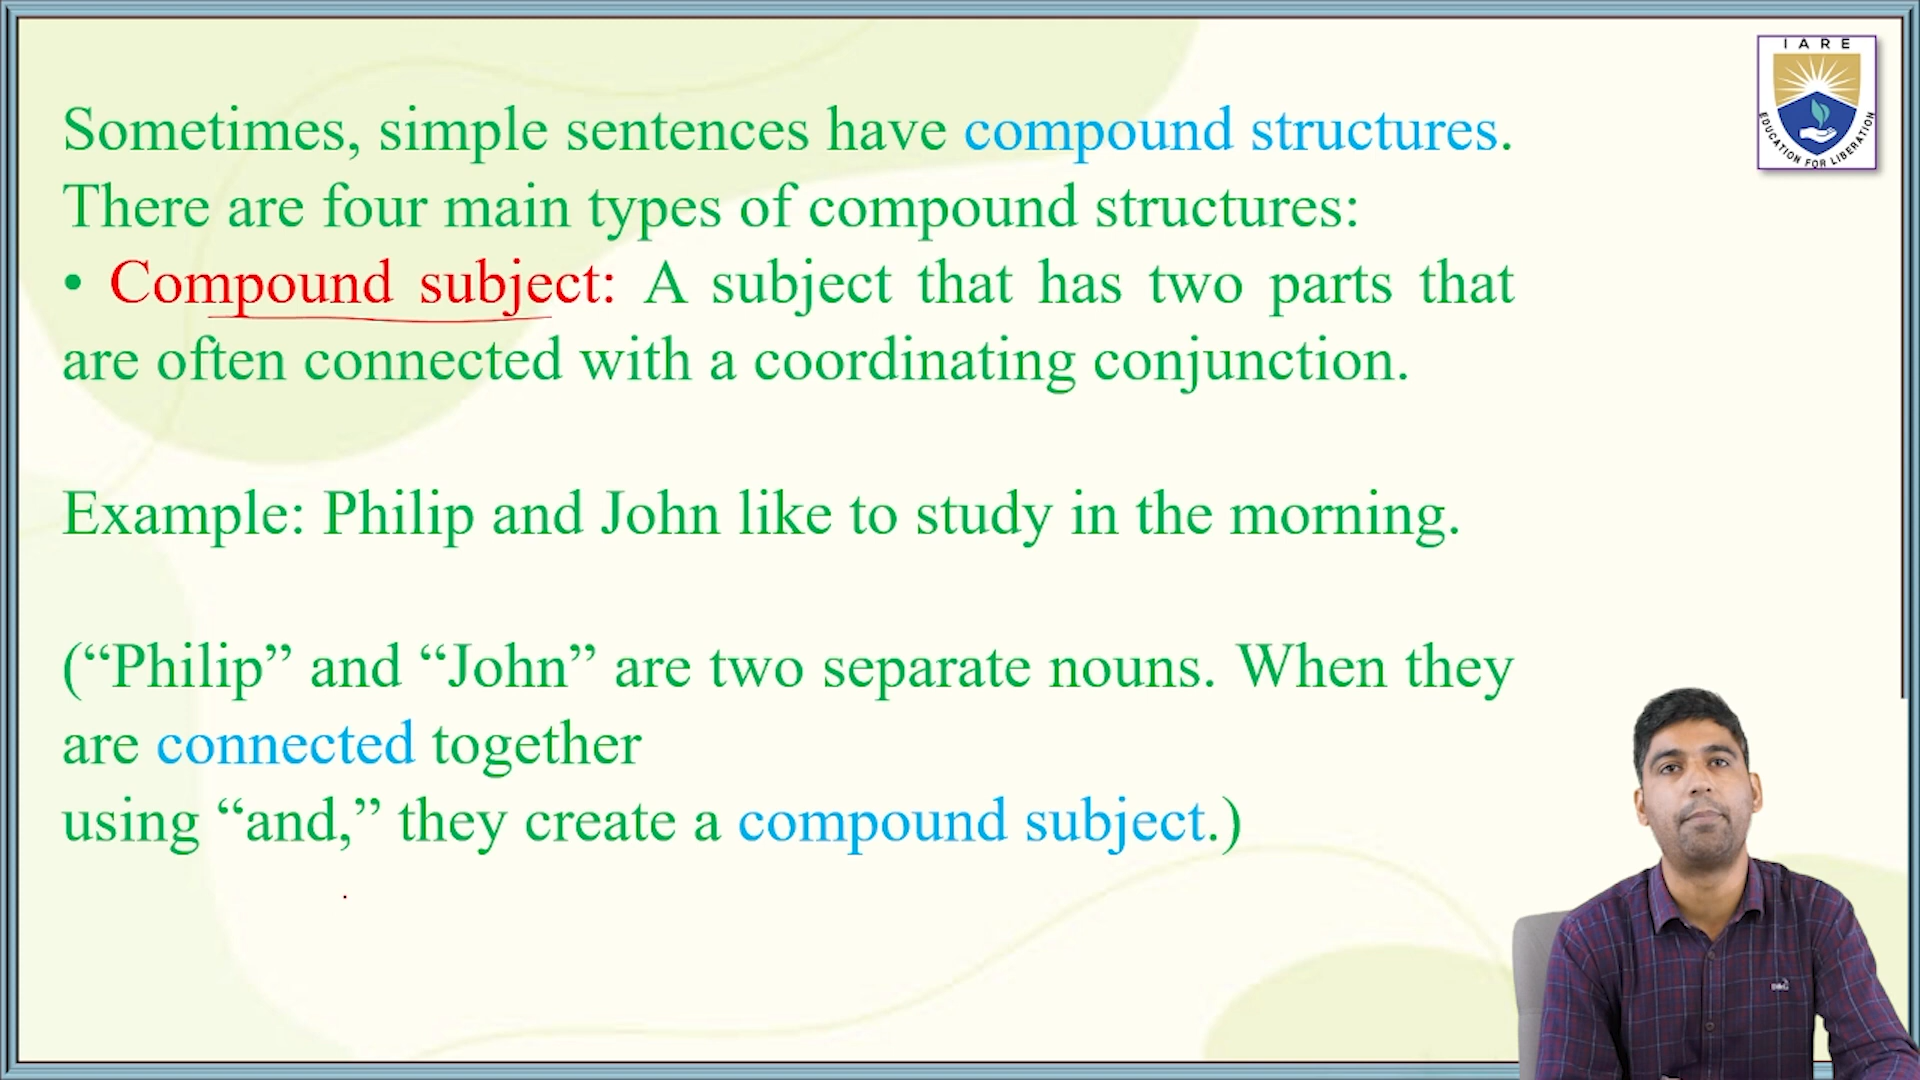 Sometimes, simple sentences have compound structures.
There are four main types of compound structures:
• Compound subject: A subject that has two parts that
are often connected with a coordinating conjunction.
Example: Philip and John like to study in the morning.
(“Philip” and “John” are two separate nouns. When they
are connected together
using “and,” they create a compound subject.)
IARE
EDUCATION FOR LIBERATION